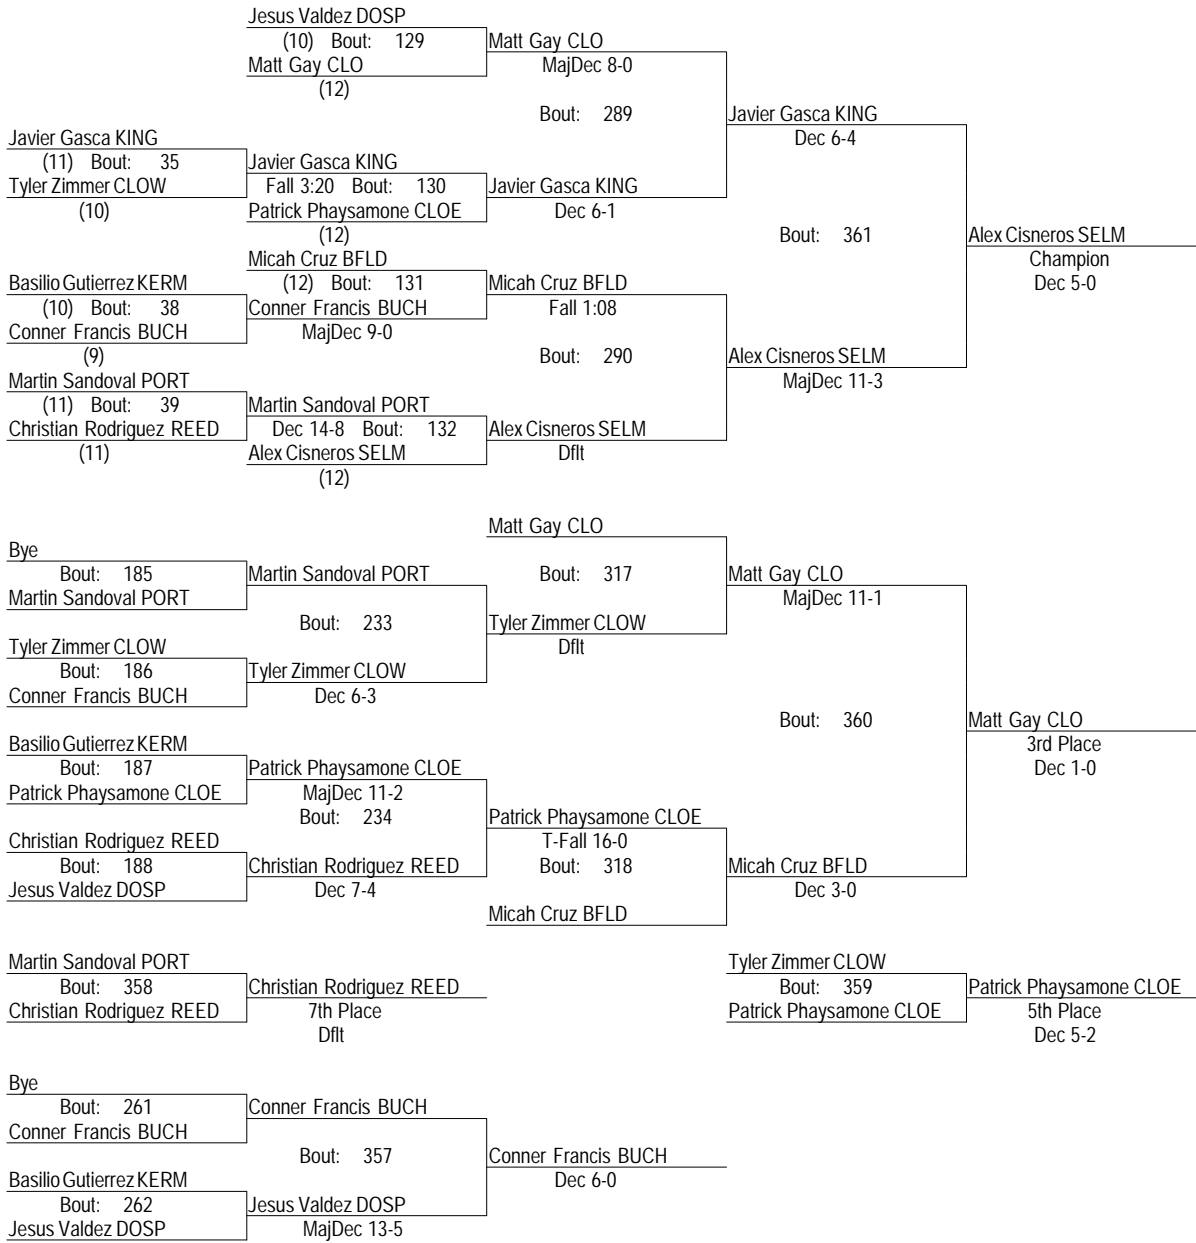 Jesus Valdez DOSP
(10) Bout: 129
Matt Gay CLO
(12)
Matt Gay CLO
MajDec 8-0
Bout: 289
Javier Gasca KING
(11) Bout: 35
Tyler Zimmer CLOW
(10)
Javier Gasca KING
Fall 3:20 Bout: 130
Patrick Phaysamone CLOE
(12)
Javier Gasca KING
Dec 6-1
Javier Gasca KING
Dec 6-4
Bout: 361
Alex Cisneros SELM
Champion
Dec 5-0
Micah Cruz BFLD
(12) Bout: 131
Conner Francis BUCH
MajDec 9-0
Basilio Gutierrez KERM
(10) Bout: 38
Conner Francis BUCH
(9)
Micah Cruz BFLD
Fall 1:08
Bout: 290
Alex Cisneros SELM
MajDec 11-3
Martin Sandoval PORT
(11) Bout: 39
Christian Rodriguez REED
(11)
Martin Sandoval PORT
Dec 14-8 Bout: 132
Alex Cisneros SELM
(12)
Alex Cisneros SELM
Dflt
Matt Gay CLO
Bye
Bout: 185
Martin Sandoval PORT
Martin Sandoval PORT
Bout: 317
Matt Gay CLO
MajDec 11-1
Bout: 233
Tyler Zimmer CLOW
Dflt
Tyler Zimmer CLOW
Bout: 186
Conner Francis BUCH
Tyler Zimmer CLOW
Dec 6-3
Bout: 360
Matt Gay CLO
3rd Place
Dec 1-0
Basilio Gutierrez KERM
Bout: 187
Patrick Phaysamone CLOE
Patrick Phaysamone CLOE
MajDec 11-2
Bout: 234
Patrick Phaysamone CLOE
T-Fall 16-0
Bout: 318
Christian Rodriguez REED
Bout: 188
Jesus Valdez DOSP
Christian Rodriguez REED
Dec 7-4
Micah Cruz BFLD
Dec 3-0
Micah Cruz BFLD
Martin Sandoval PORT
Bout: 358
Christian Rodriguez REED
Christian Rodriguez REED
7th Place
Dflt
Tyler Zimmer CLOW
Bout: 359
Patrick Phaysamone CLOE
Patrick Phaysamone CLOE
5th Place
Dec 5-2
Bye
Bout: 261
Conner Francis BUCH
Conner Francis BUCH
Bout: 357
Conner Francis BUCH
Dec 6-0
Basilio Gutierrez KERM
Bout: 262
Jesus Valdez DOSP
Jesus Valdez DOSP
MajDec 13-5